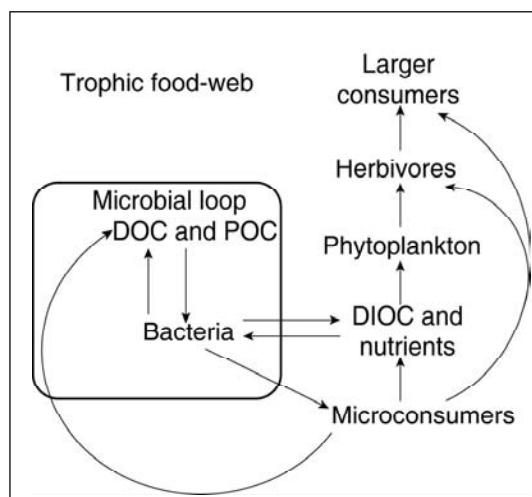 Trophic food-web
Larger
consumers
Herbivores
Microbial loop
DOC and POC
Phytoplankton
Bacteria
DIOC and
nutrients
Microconsumers